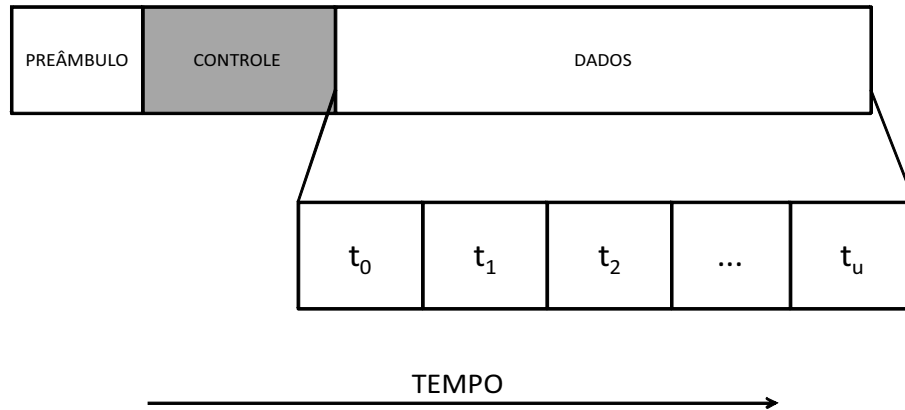 PREÂMBULO CONTROLE DADOS
t₀ t₁ t₂ ... tᵤ
TEMPO